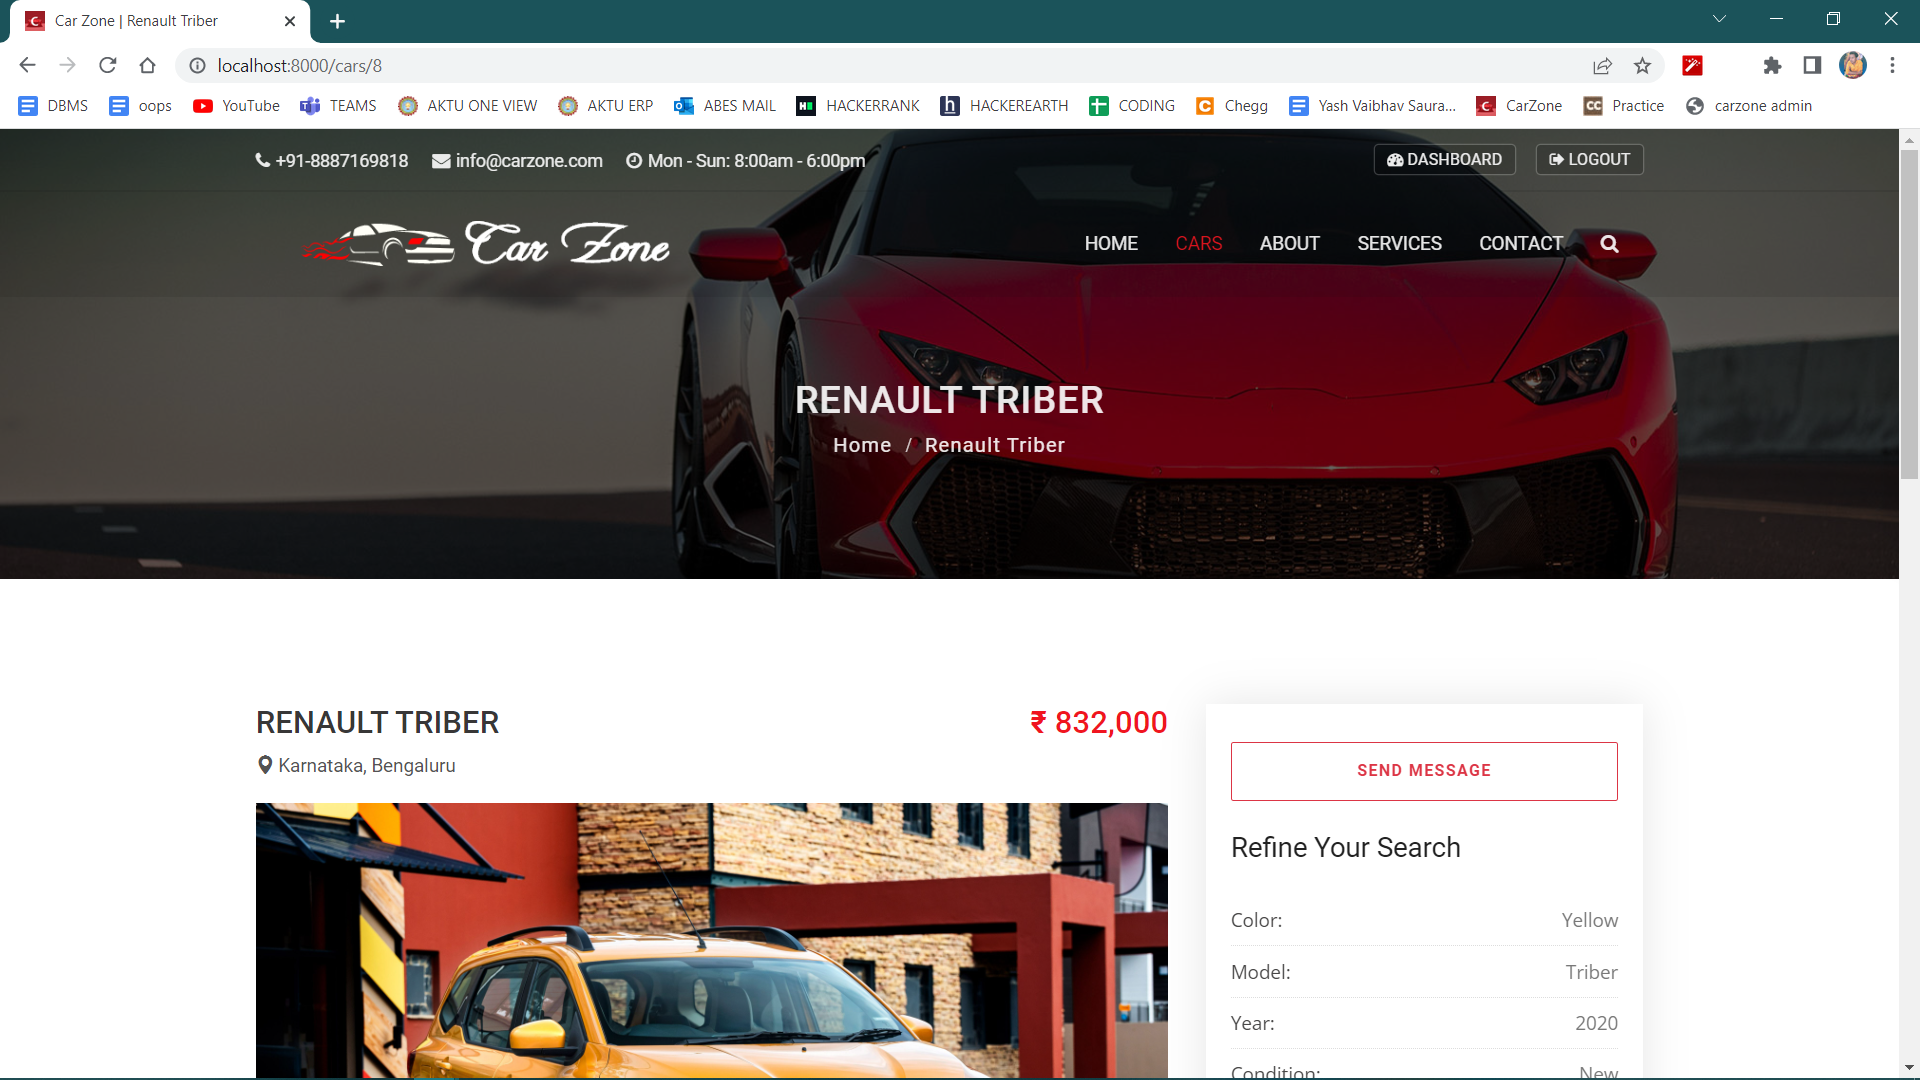 Car Zone | Renault Triber
localhost:8000/cars/8
DBMS oops YouTube TEAMS AKTU ONE VIEW AKTU ERP ABES MAIL HACKERRANK HACKEREARTH CODING Chegg Yash Vaibhav Saura... CarZone Practice carzone admin
+91-8887169818 info@carzone.com Mon - Sun: 8:00am - 6:00pm DASHBOARD LOGOUT
Car Zone HOME CARS ABOUT SERVICES CONTACT
RENAULT TRIBER
Home / Renault Triber
RENAULT TRIBER ₹ 832,000
Karnataka, Bengaluru
SEND MESSAGE
Refine Your Search
Color: Yellow
Model: Triber
Year: 2020
Condition: New